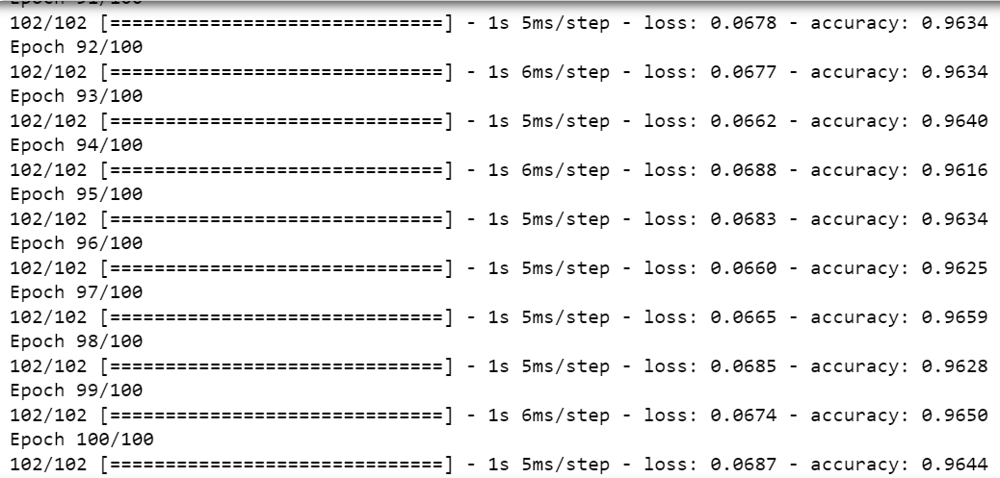 Epoch 91/100
102/102 [==============================] - 1s 5ms/step - loss: 0.0678 - accuracy: 0.9634
Epoch 92/100
102/102 [==============================] - 1s 6ms/step - loss: 0.0677 - accuracy: 0.9634
Epoch 93/100
102/102 [==============================] - 1s 5ms/step - loss: 0.0662 - accuracy: 0.9640
Epoch 94/100
102/102 [==============================] - 1s 6ms/step - loss: 0.0688 - accuracy: 0.9616
Epoch 95/100
102/102 [==============================] - 1s 5ms/step - loss: 0.0683 - accuracy: 0.9634
Epoch 96/100
102/102 [==============================] - 1s 5ms/step - loss: 0.0660 - accuracy: 0.9625
Epoch 97/100
102/102 [==============================] - 1s 5ms/step - loss: 0.0665 - accuracy: 0.9659
Epoch 98/100
102/102 [==============================] - 1s 5ms/step - loss: 0.0685 - accuracy: 0.9628
Epoch 99/100
102/102 [==============================] - 1s 6ms/step - loss: 0.0674 - accuracy: 0.9650
Epoch 100/100
102/102 [==============================] - 1s 5ms/step - loss: 0.0687 - accuracy: 0.9644